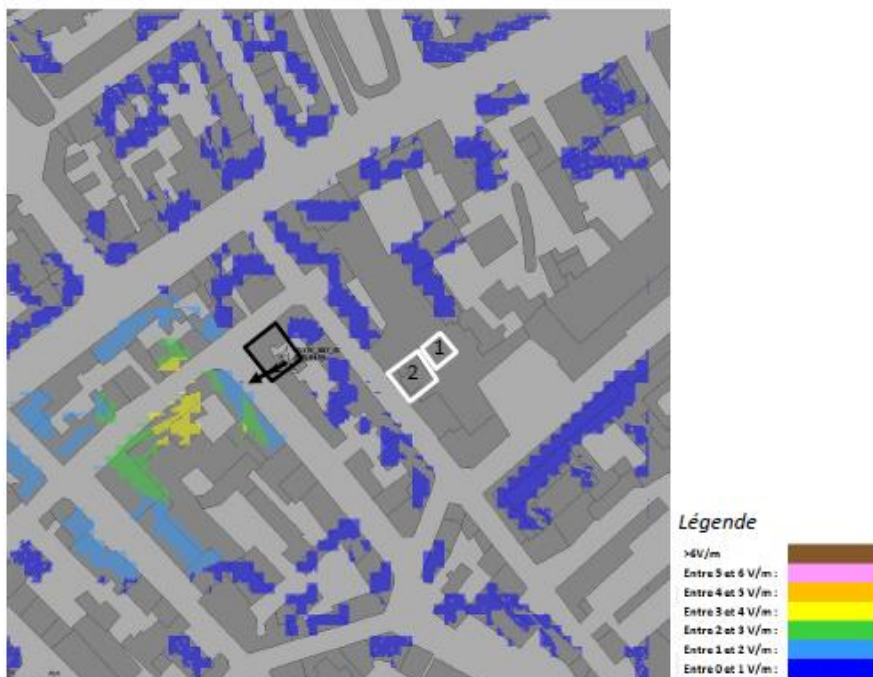 1
2
Légende
>6V/m
Entre 5 et 6 V/m :
Entre 4 et 5 V/m :
Entre 3 et 4 V/m :
Entre 2 et 3 V/m :
Entre 1 et 2 V/m :
Entre 0 et 1 V/m :